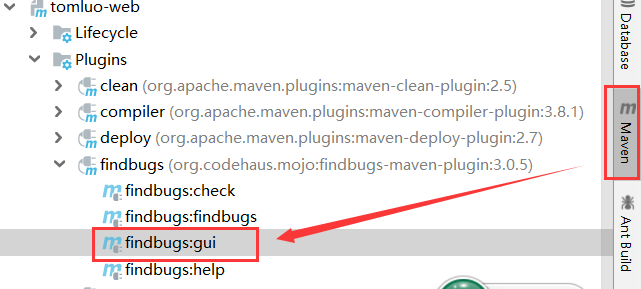 tomluo-web
Lifecycle
Plugins
clean (org.apache.maven.plugins:maven-clean-plugin:2.5)
compiler (org.apache.maven.plugins:maven-compiler-plugin:3.8.1)
deploy (org.apache.maven.plugins:maven-deploy-plugin:2.7)
findbugs (org.codehaus.mojo:findbugs-maven-plugin:3.0.5)
findbugs:check
findbugs:findbugs
findbugs:gui
findbugs:help
Database
Maven
Ant Build